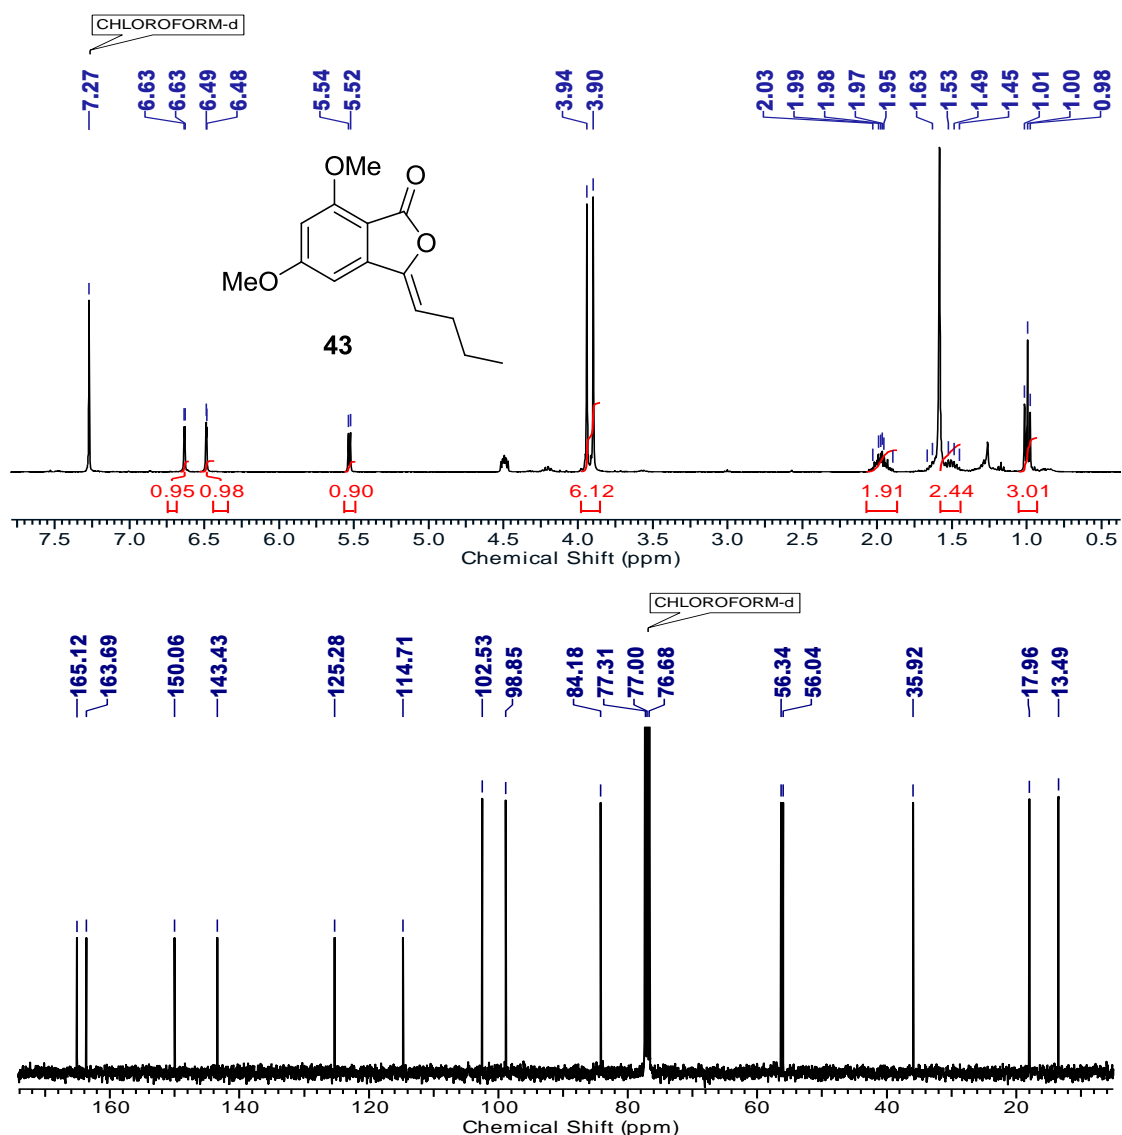 CHLOROFORM-d
7.27 6.63 6.63 6.49 6.48 5.54 5.52 3.94 3.90 2.03 1.99 1.98 1.97 1.95 1.63 1.53 1.49 1.45 1.01 1.00 0.98
OMe
O
O
MeO
43
0.95 0.98 0.90 6.12 1.91 2.44 3.01
7.5 7.0 6.5 6.0 5.5 5.0 4.5 4.0 3.5 3.0 2.5 2.0 1.5 1.0 0.5
Chemical Shift (ppm)
CHLOROFORM-d
165.12 163.69 150.06 143.43 125.28 114.71 102.53 98.85 84.18 77.31 77.00 76.68 56.34 56.04 35.92 17.96 13.49
160 140 120 100 80 60 40 20
Chemical Shift (ppm)